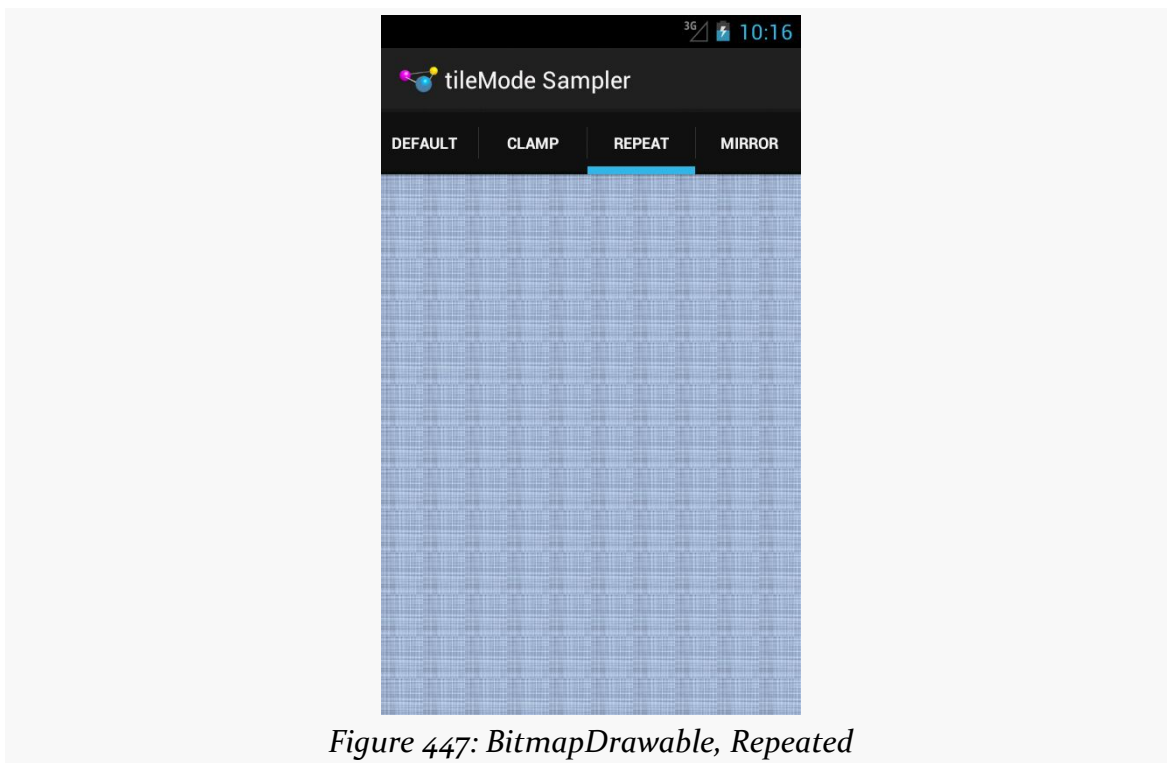 3G 10:16
tileMode Sampler
DEFAULT CLAMP REPEAT MIRROR
Figure 447: BitmapDrawable, Repeated